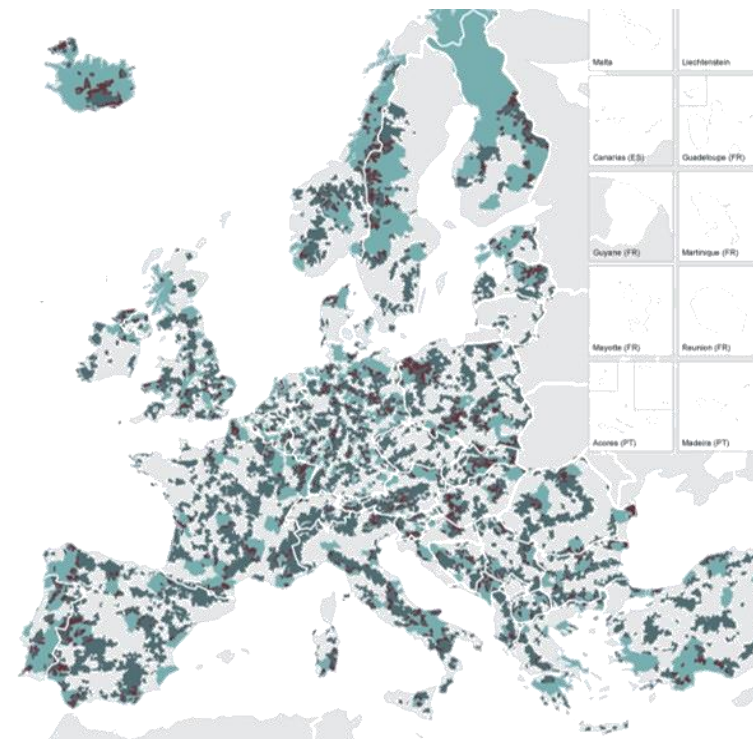 Malta
Liechtenstein
Canarias (ES)
Guadeloupe (FR)
Guyane (FR)
Martinique (FR)
Mayotte (FR)
Reunion (FR)
Acores (PT)
Madeira (PT)